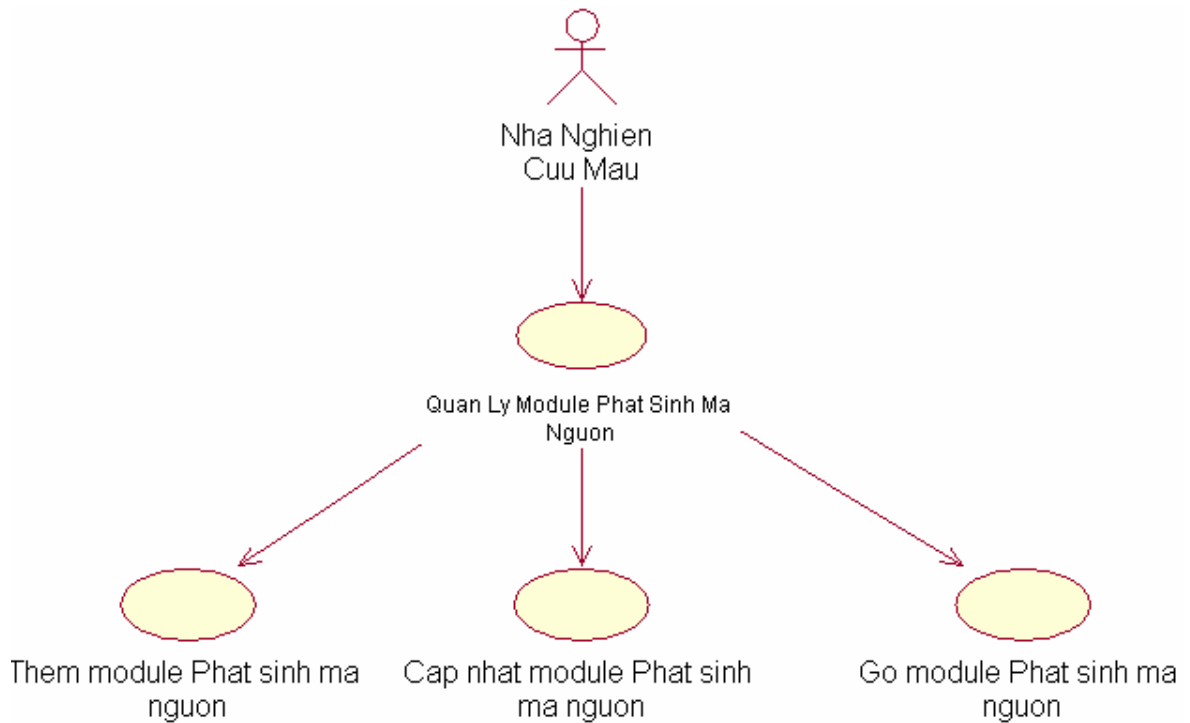 Nha Nghien
Cuu Mau
Quan Ly Module Phat Sinh Ma
Nguon
Them module Phat sinh ma
nguon
Cap nhat module Phat sinh
ma nguon
Go module Phat sinh ma
nguon